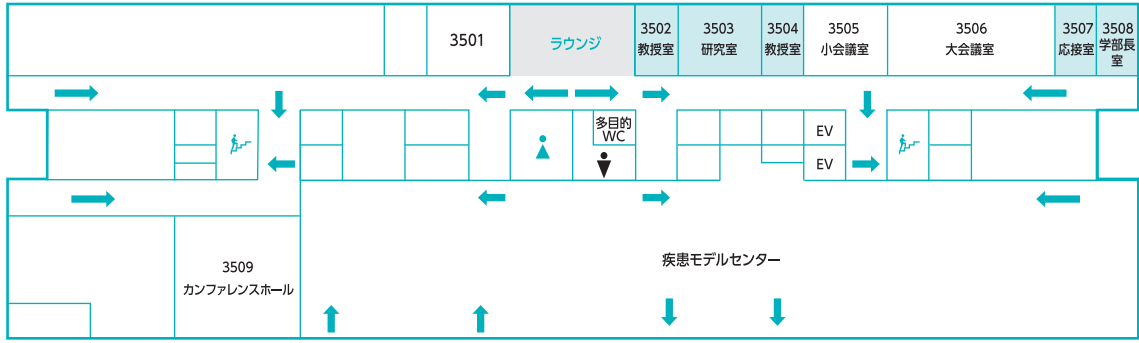 3501
ラウンジ
3502
教授室
3503
研究室
3504
教授室
3505
小会議室
3506
大会議室
3507
応接室
3508
学部長
室
多目的
WC
EV
EV
疾患モデルセンター
3509
カンファレンスホール